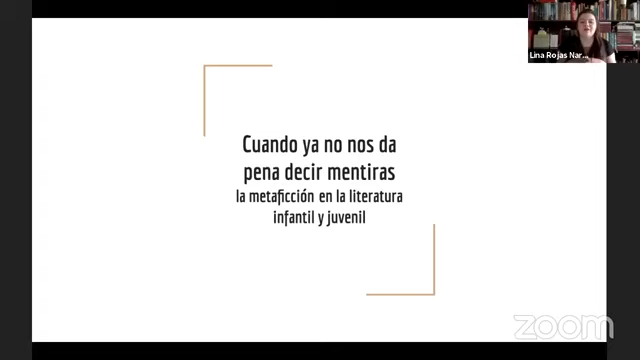 Lina Rojas Nar
Cuando ya no nos da
pena decir mentiras
la metaficción en la literatura
infantil y juvenil
zoom